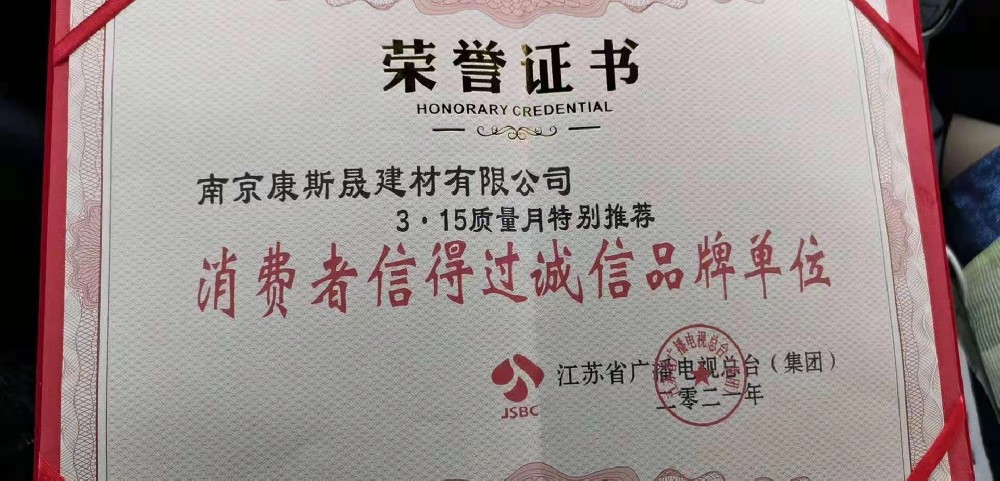 荣誉证书
HONORARY CREDENTIAL
南京康斯晟建材有限公司
3·15质量月特别推荐
消费者信得过诚信品牌单位
JSBC
江苏省广播电视总台（集团）
二零二一年